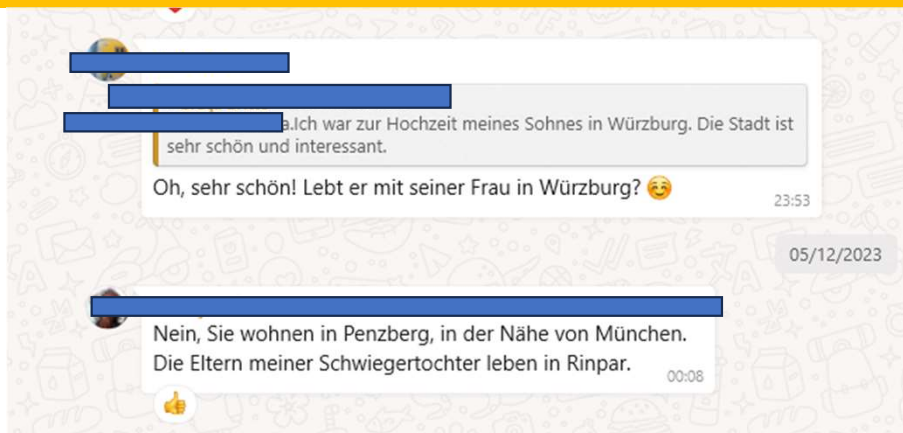 a.Ich war zur Hochzeit meines Sohnes in Würzburg. Die Stadt ist
sehr schön und interessant.
Oh, sehr schön! Lebt er mit seiner Frau in Würzburg? ☺️
23:53
05/12/2023
Nein, Sie wohnen in Penzberg, in der Nähe von München.
Die Eltern meiner Schwiegertochter leben in Rinpar.
00:08